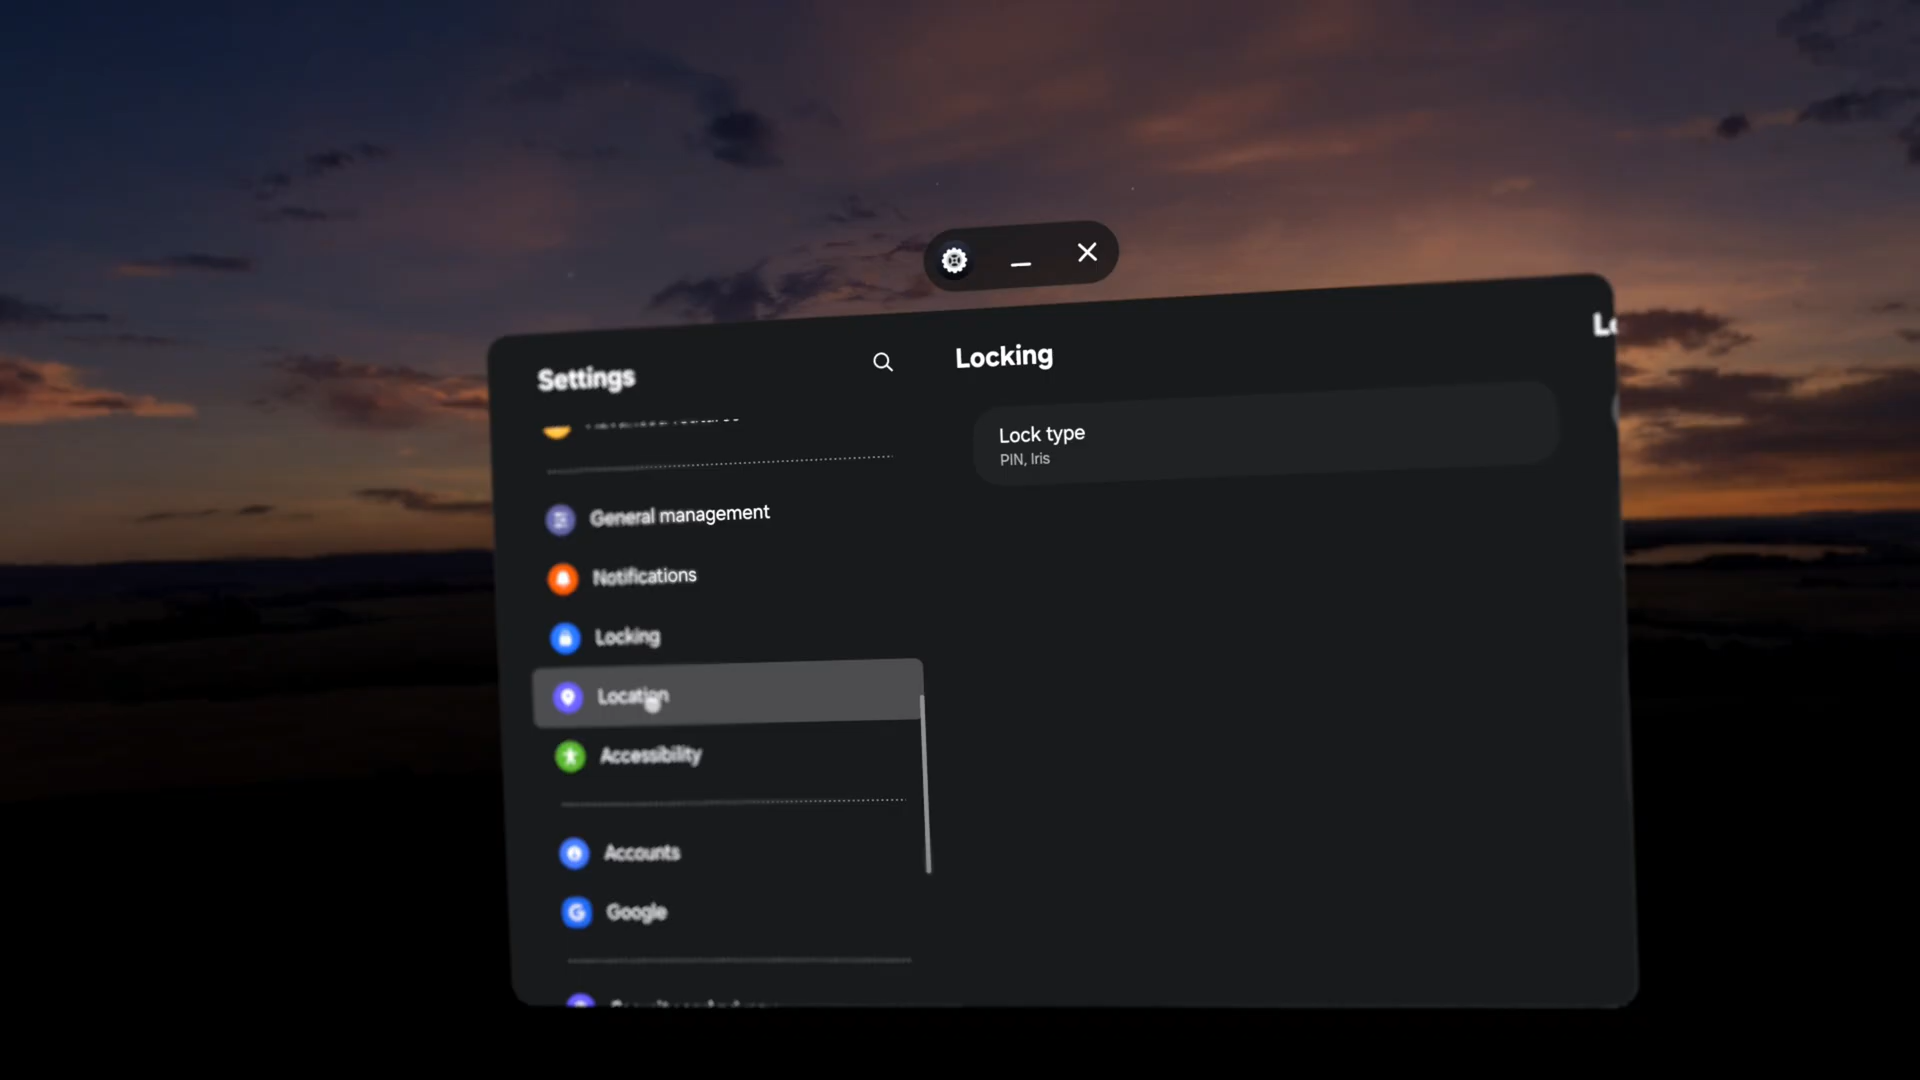 Settings
General management
Notifications
Locking
Location
Accessibility
Accounts
Google
Locking
Lock type
PIN, Iris